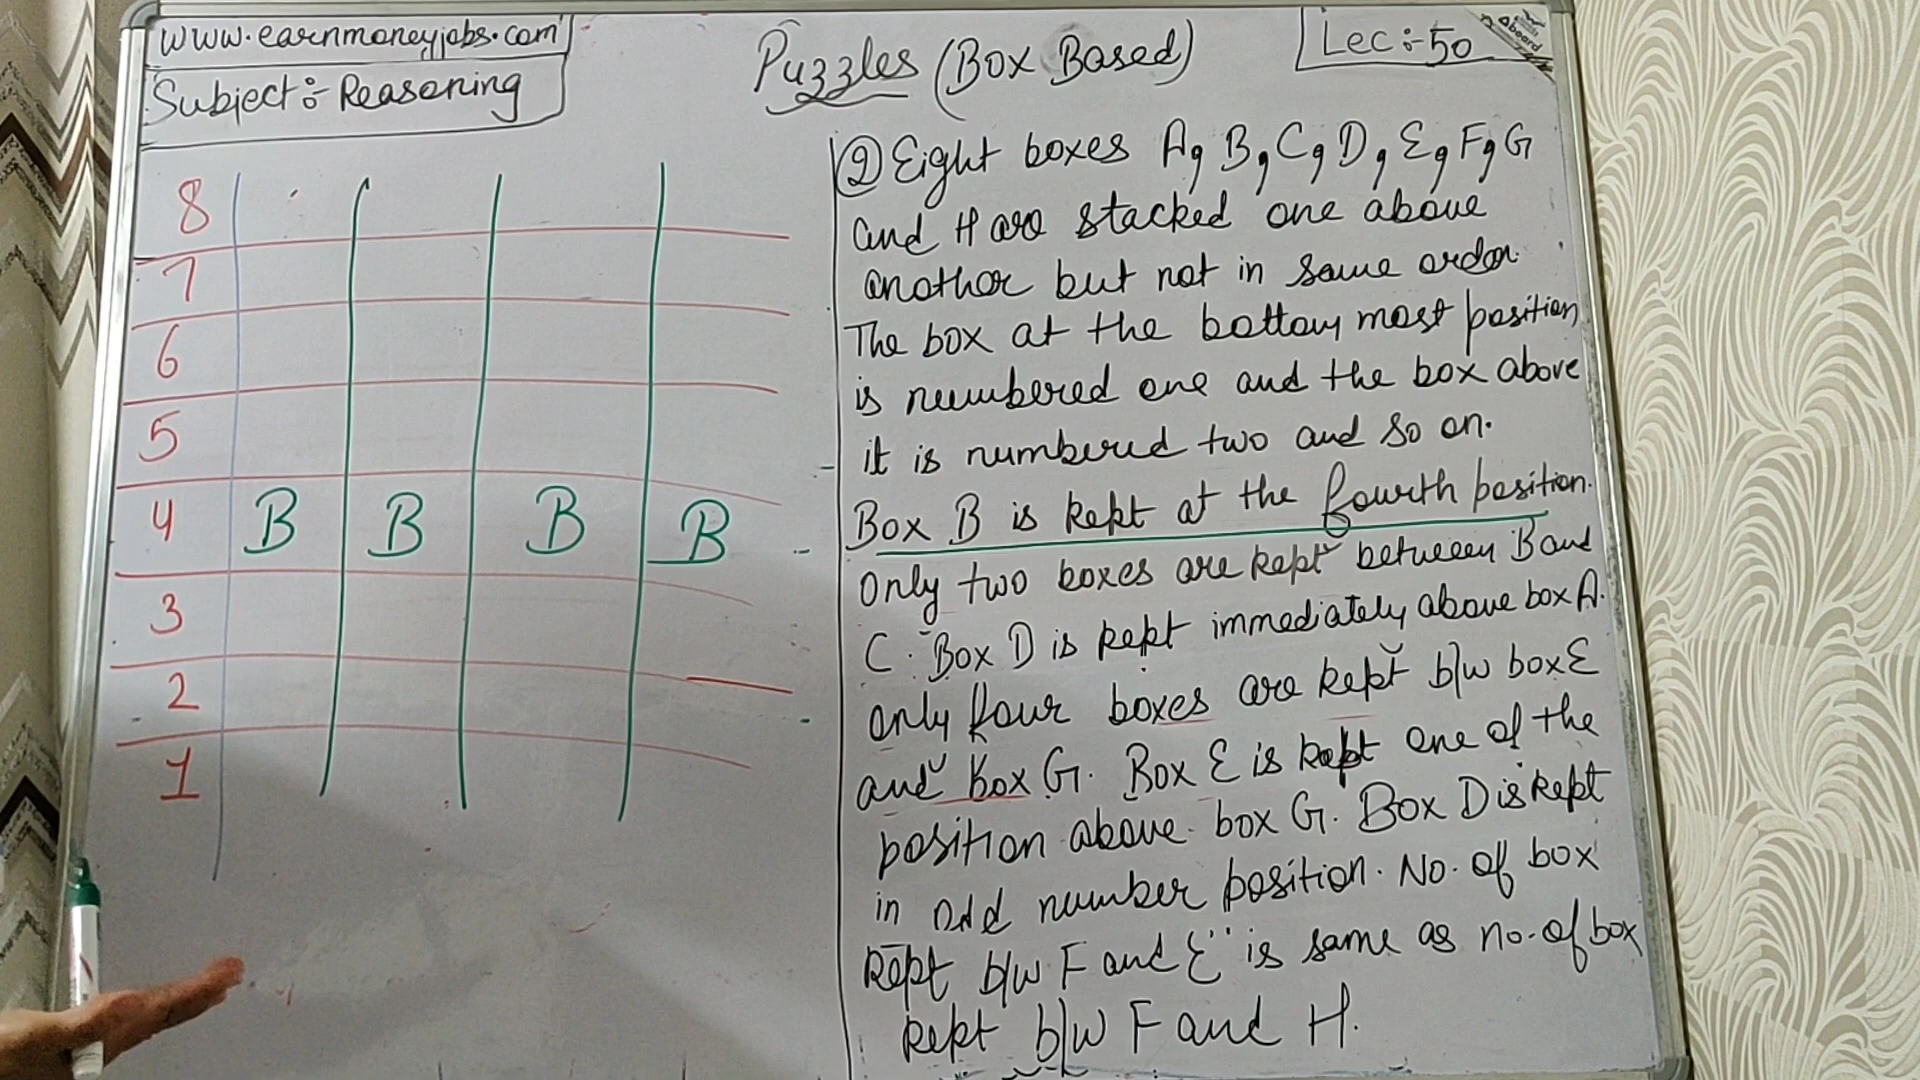 www.earnmoneyjobs.com
Subject:- Reasoning
Puzzles (Box Based)
Lec:-50
board
8
7
6
5
4 B B B B
3
2
1
② Eight boxes A, B, C, D, E, F, G
and H are stacked one above
another but not in same order.
The box at the bottom most position
is numbered one and the box above
it is numbered two and so on.
Box B is kept at the fourth position.
Only two boxes are kept between B and
C. Box D is kept immediately above box A.
Only four boxes are kept b/w box E
and box G. Box E is kept one of the
position above box G. Box D is kept
in odd number position. No. of box
kept b/w F and E is same as no. of box
kept b/w F and H.